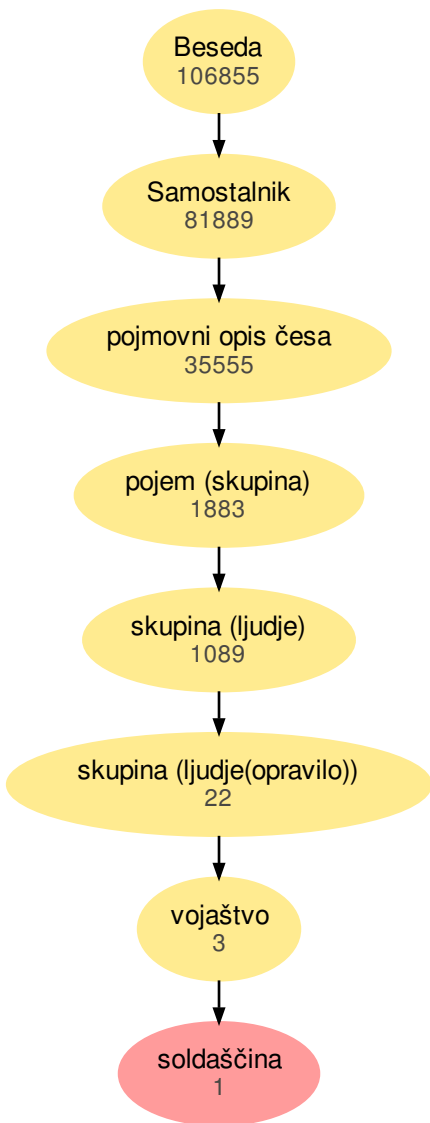 Beseda
106855
Samostalnik
81889
pojmovni opis česa
35555
pojem (skupina)
1883
skupina (ljudje)
1089
skupina (ljudje(opravilo))
22
vojaštvo
3
soldaščina
1